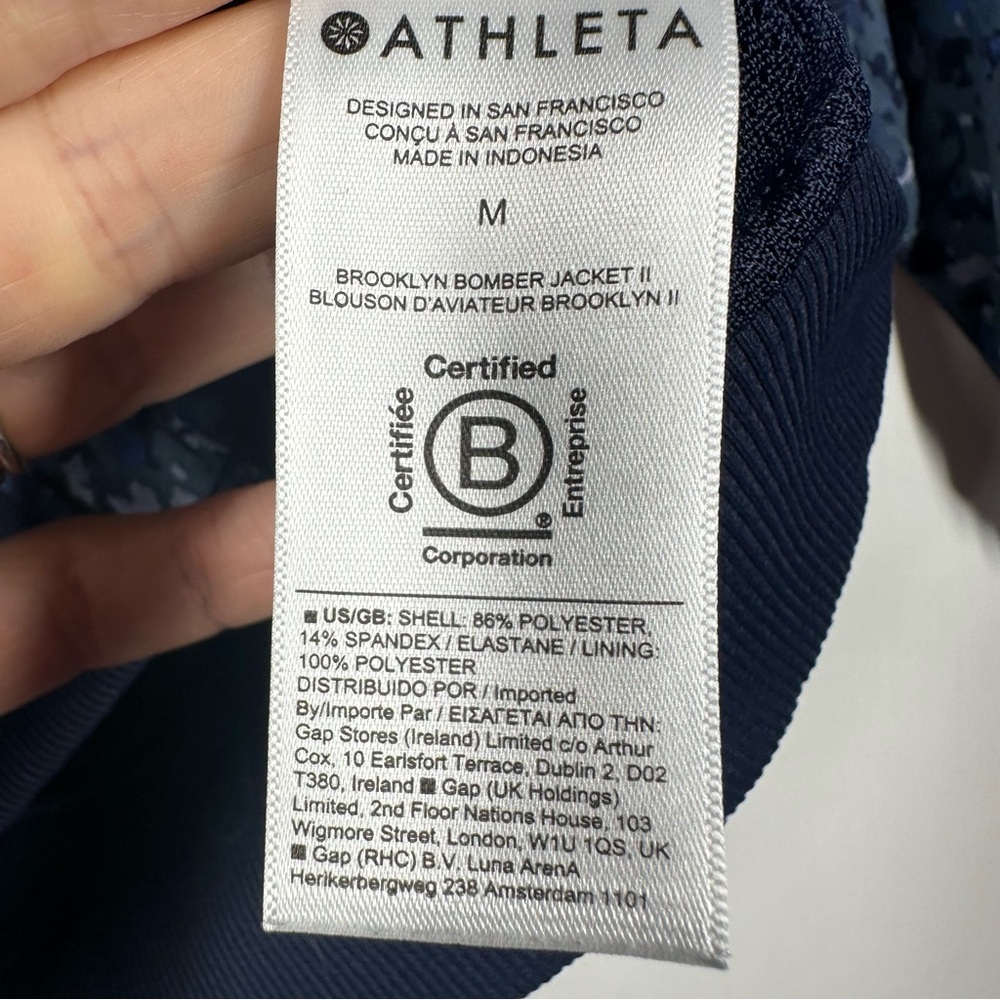 ATHLETA
DESIGNED IN SAN FRANCISCO
CONÇU À SAN FRANCISCO
MADE IN INDONESIA
M
BROOKLYN BOMBER JACKET II
BLOUSON D'AVIATEUR BROOKLYN II
Certified
Certifiée
B
®
Entreprise
Corporation
US/GB: SHELL: 86% POLYESTER,
14% SPANDEX / ELASTANE / LINING:
100% POLYESTER
DISTRIBUIDO POR / Imported
By/Importe Par / ΕΙΣΑΓΕΤΑΙ ΑΠΟ ΤΗΝ:
Gap Stores (Ireland) Limited c/o Arthur
Cox, 10 Earlsfort Terrace, Dublin 2, D02
T380, Ireland Gap (UK Holdings)
Limited, 2nd Floor Nations House, 103
Wigmore Street, London, W1U 1QS, UK
Gap (RHC) B.V. Luna ArenA
Herikerbergweg 238 Amsterdam 1101